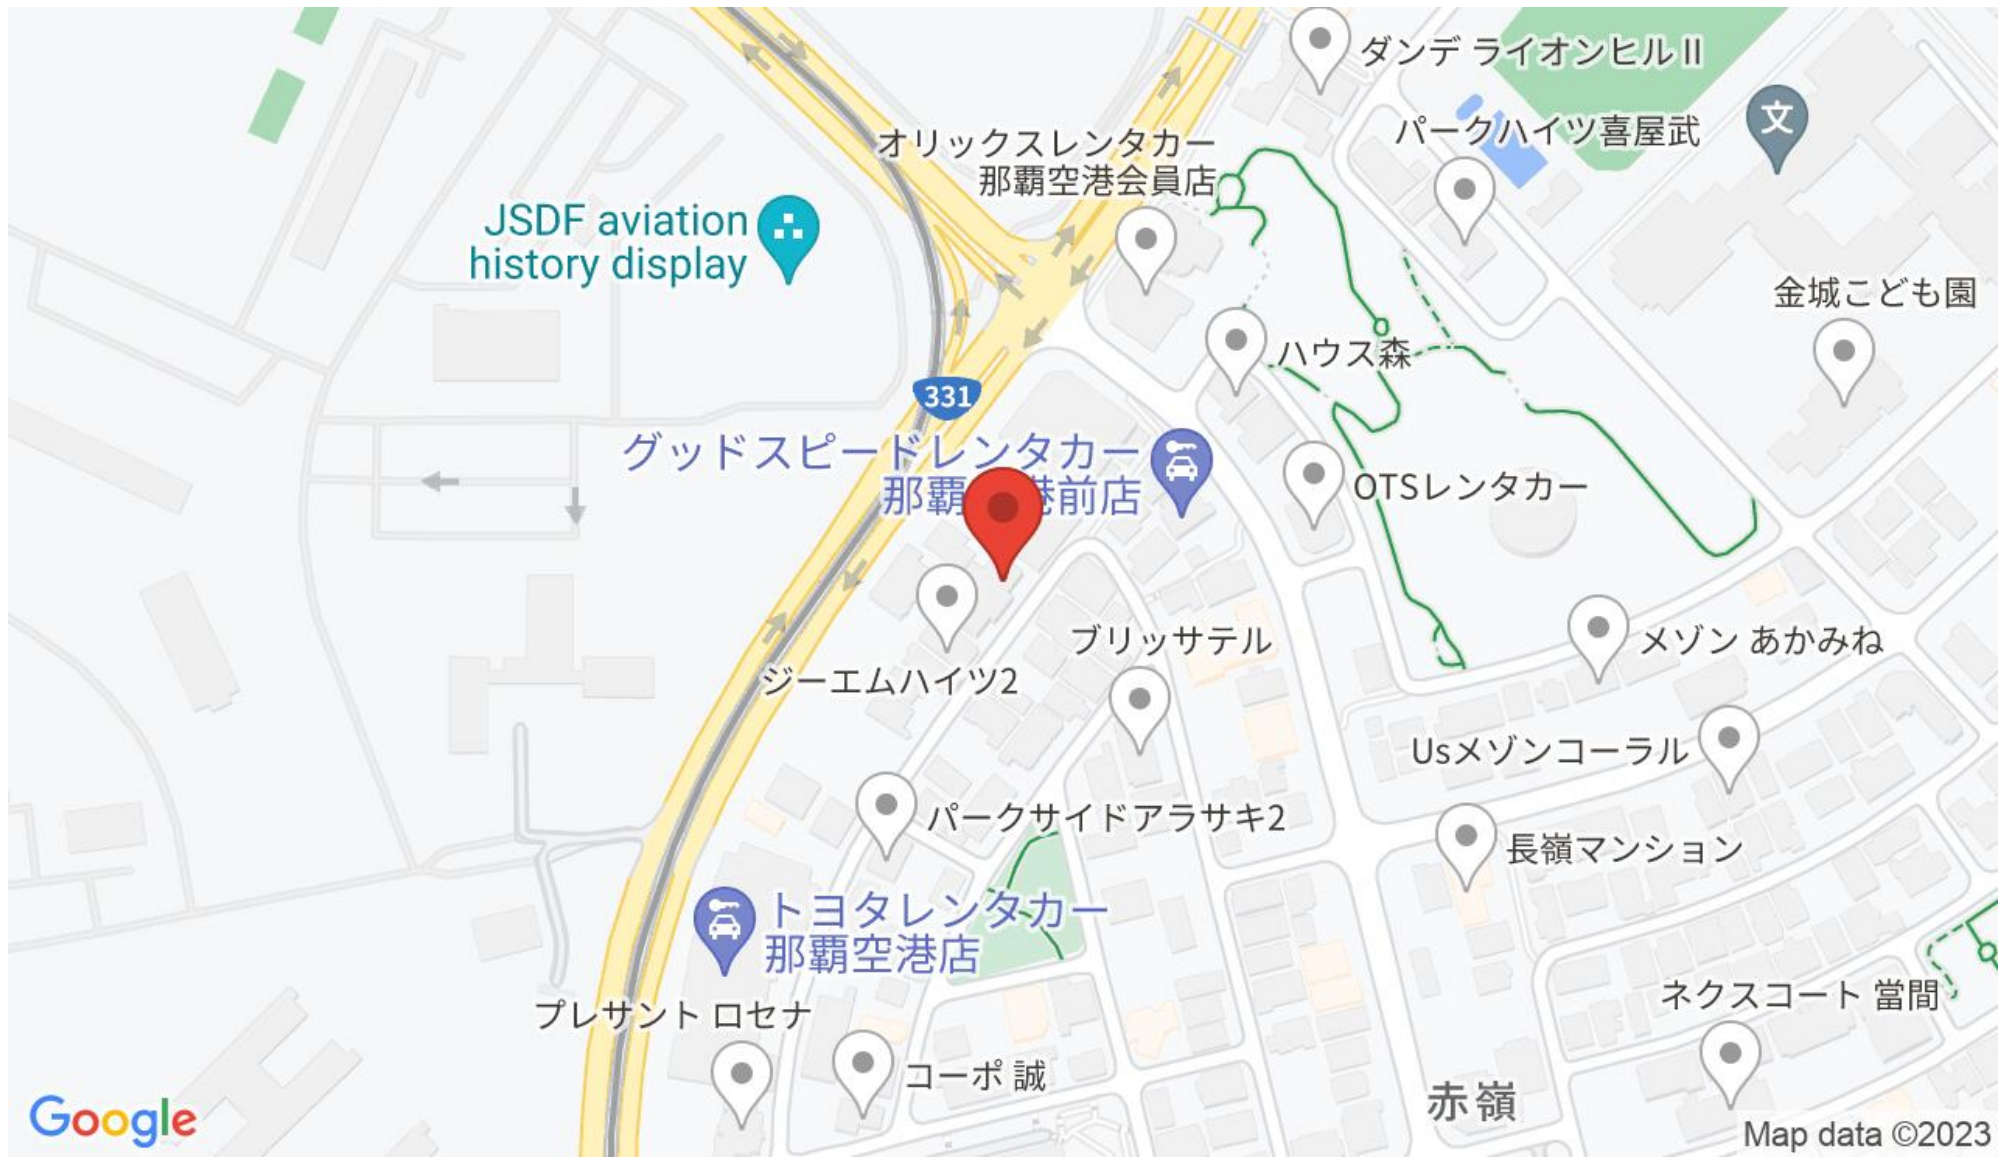 ダンデ ライオンヒル II
オリックスレンタカー
那覇空港会員店
パークハイツ喜屋武
文
JSDF aviation
history display
金城こども園
ハウス森
331
グッドスピードレンタカー
那覇
港前店
OTSレンタカー
ブリッサテル
メゾン あかみね
ジーエムハイツ2
Usメゾンコーラル
パークサイドアラサキ2
長嶺マンション
トヨタレンタカー
那覇空港店
ネクスコート 當間
プレサント ロセナ
コーポ 誠
赤嶺
Google
Map data ©2023